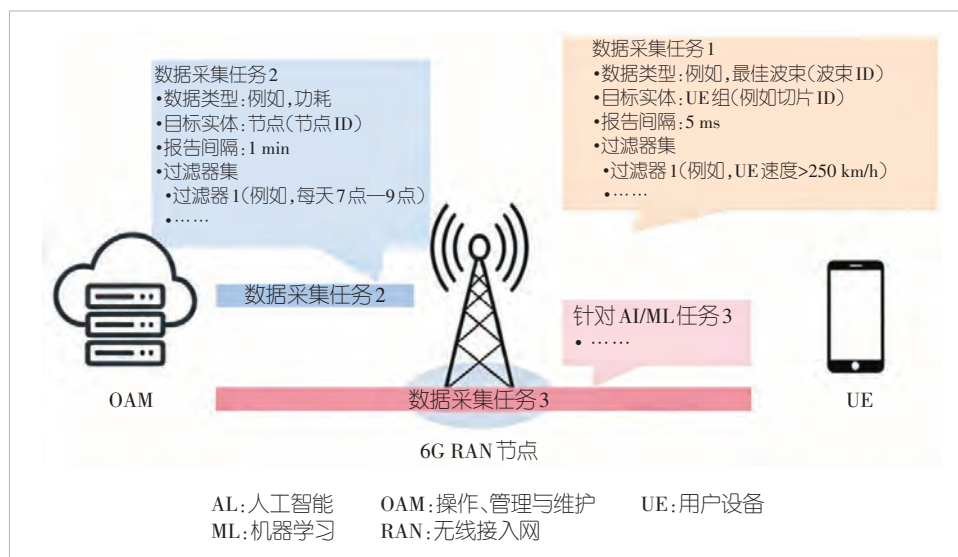 数据采集任务2
•数据类型:例如,功耗
•目标实体:节点(节点ID)
•报告间隔:1 min
•过滤器集
•过滤器1(例如,每天7点—9点)
•……
数据采集任务1
•数据类型:例如,最佳波束(波束ID)
•目标实体:UE组(例如切片ID)
•报告间隔:5 ms
•过滤器集
•过滤器1(例如,UE速度>250 km/h)
•……
数据采集任务2
针对AI/ML任务3
• ……
数据采集任务3
OAM
UE
6G RAN节点
AL:人工智能 OAM:操作、管理与维护 UE:用户设备
ML:机器学习 RAN:无线接入网